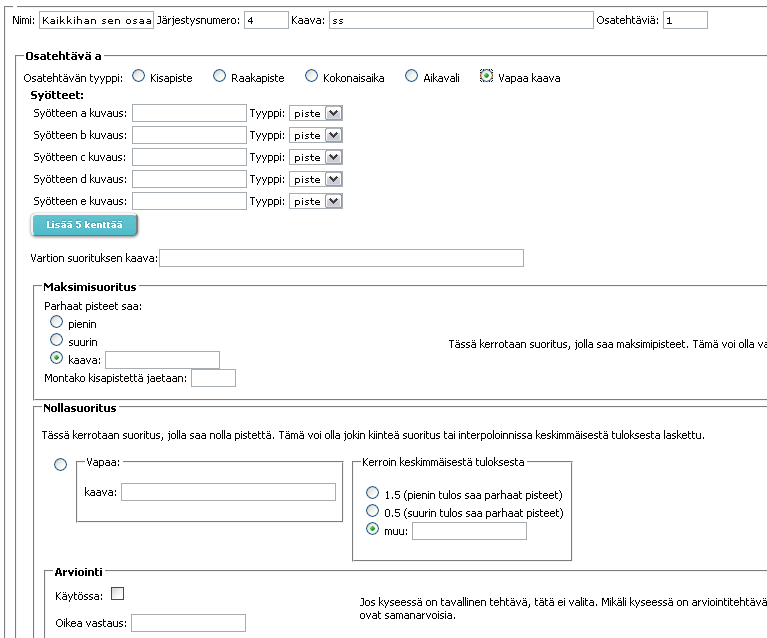 Nimi: Kaikkihan sen osaa Järjestysnumero: 4 Kaava: ss Osatehtäviä: 1
Osatehtävä a
Osatehtävän tyyppi: Kisapiste Raakapiste Kokonaisaika Aikavali Vapaa kaava
Syötteet:
Syötteen a kuvaus: Tyyppi: piste
Syötteen b kuvaus: Tyyppi: piste
Syötteen c kuvaus: Tyyppi: piste
Syötteen d kuvaus: Tyyppi: piste
Syötteen e kuvaus: Tyyppi: piste
Lisää 5 kenttää
Vartion suorituksen kaava:
Maksimisuoritus
Parhaat pisteet saa:
pienin
suurin
kaava:
Tässä kerrotaan suoritus, jolla saa maksimipisteet. Tämä voi olla va
Montako kisapistettä jaetaan:
Nollasuoritus
Tässä kerrotaan suoritus, jolla saa nolla pistettä. Tämä voi olla jokin kiinteä suoritus tai interpoloinnissa keskimmäisestä tuloksesta laskettu.
Vapaa:
kaava:
Kerroin keskimmäisestä tuloksesta
1.5 (pienin tulos saa parhaat pisteet)
0.5 (suurin tulos saa parhaat pisteet)
muu:
Arviointi
Käytössa:
Oikea vastaus:
Jos kyseessä on tavallinen tehtävä, tätä ei valita. Mikäli kyseessä on arviointitehtävä
ovat samanarvoisia.